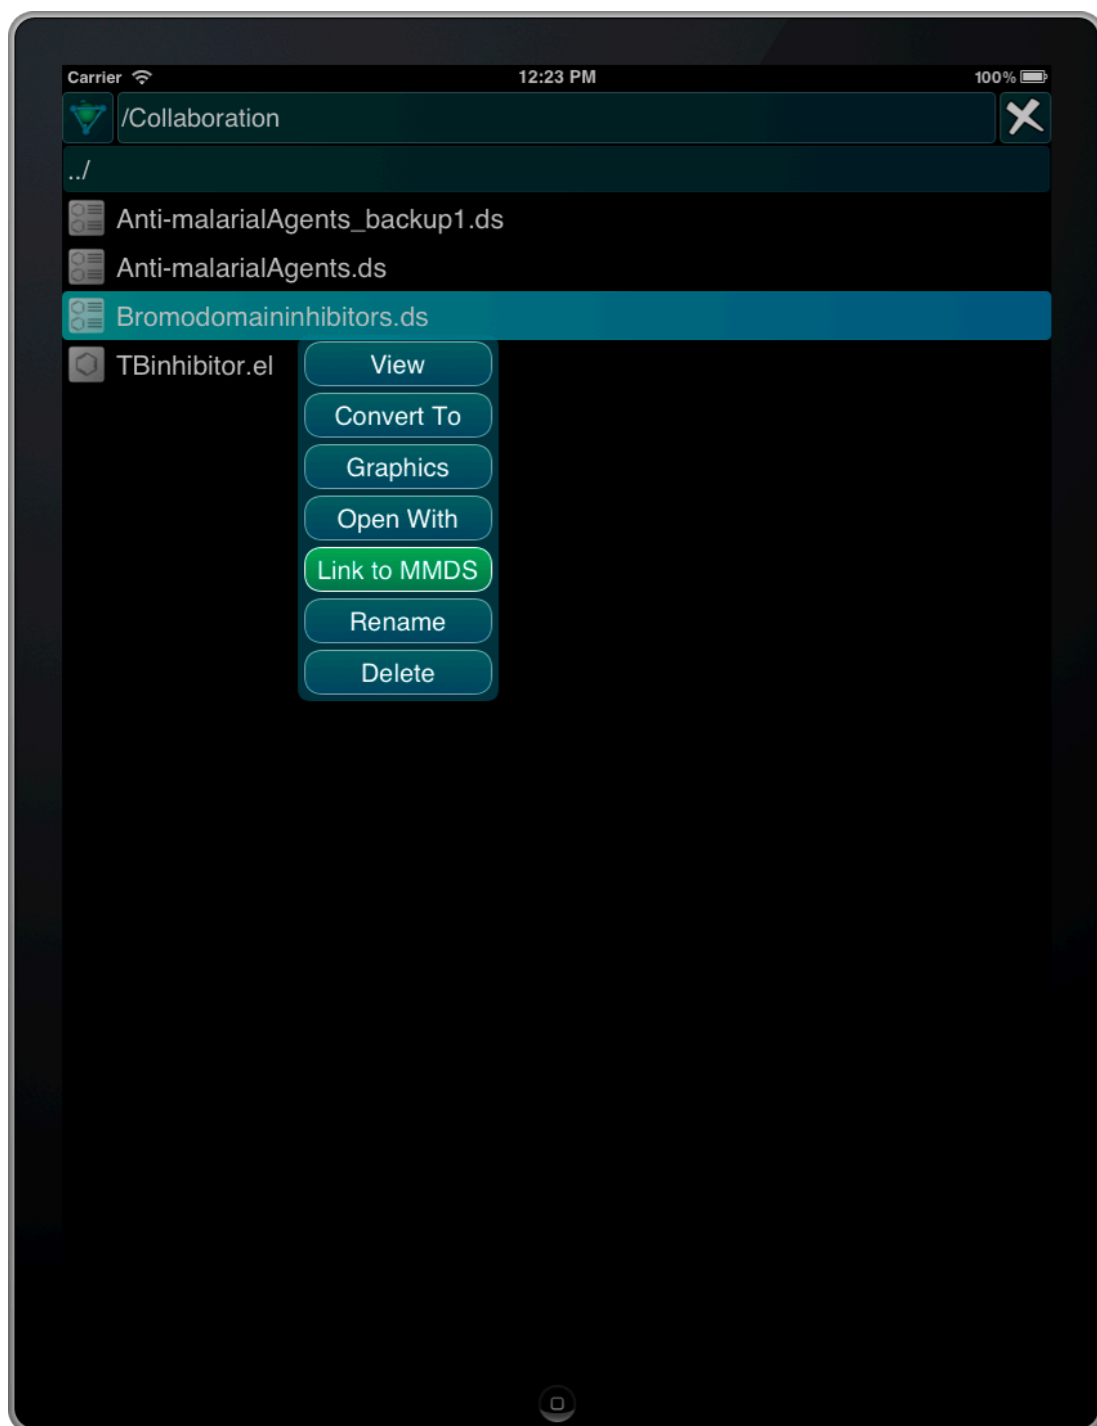 Carrier 12:23 PM 100%
/Collaboration
../
Anti-malarialAgents_backup1.ds
Anti-malarialAgents.ds
Bromodomaininhibitors.ds
TBinhibitor.el
View
Convert To
Graphics
Open With
Link to MMDS
Rename
Delete